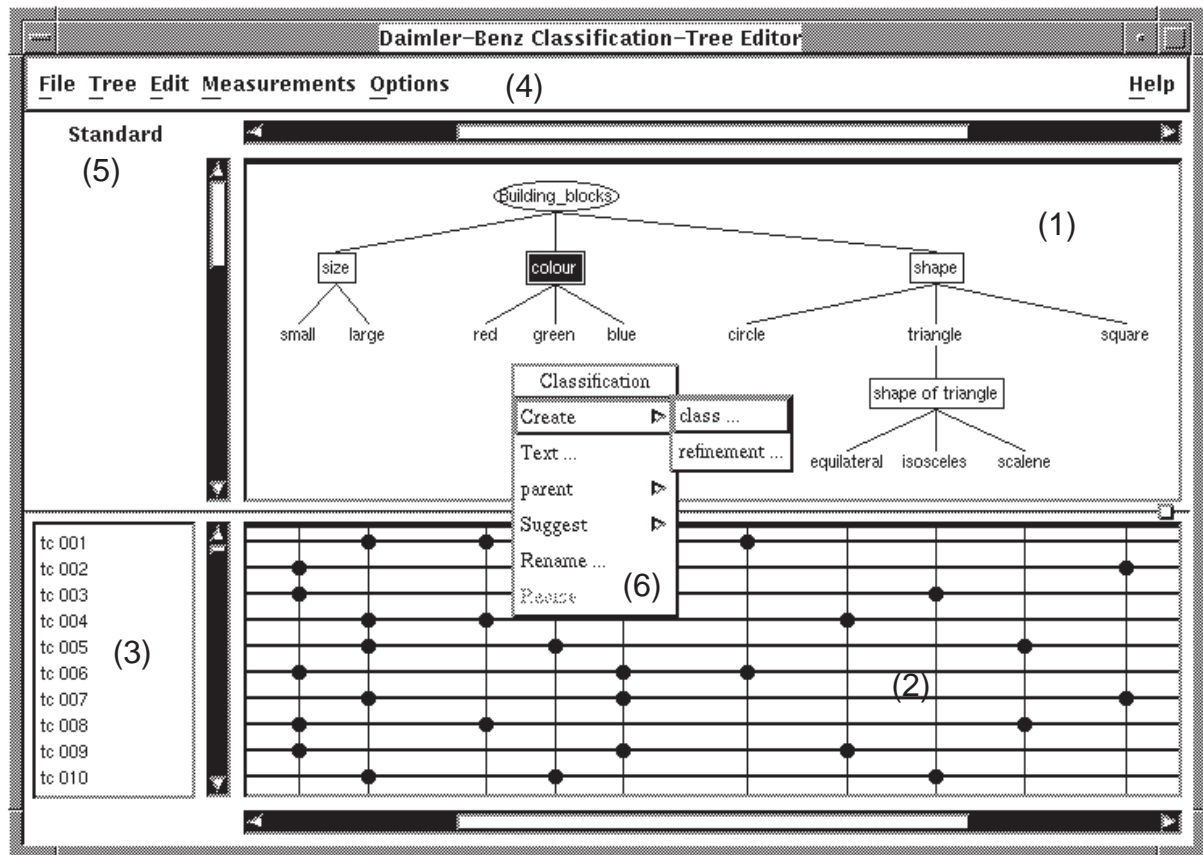 Daimler-Benz Classification-Tree Editor
File Tree Edit Measurements Options (4) Help
Standard
(5)
Building_blocks
(1)
size colour shape
small large red green blue circle triangle square
shape of triangle
equilateral isosceles scalene
Classification
Create class ...
refinement ...
Text ...
parent
Suggest
Rename ...
(6)
tc 001
tc 002
tc 003
tc 004
tc 005
tc 006
tc 007
tc 008
tc 009
tc 010
(3)
(2)